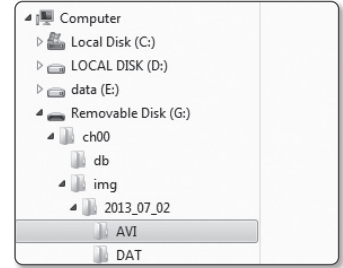 Computer
Local Disk (C:)
LOCAL DISK (D:)
data (E:)
Removable Disk (G:)
ch00
db
img
2013_07_02
AVI
DAT